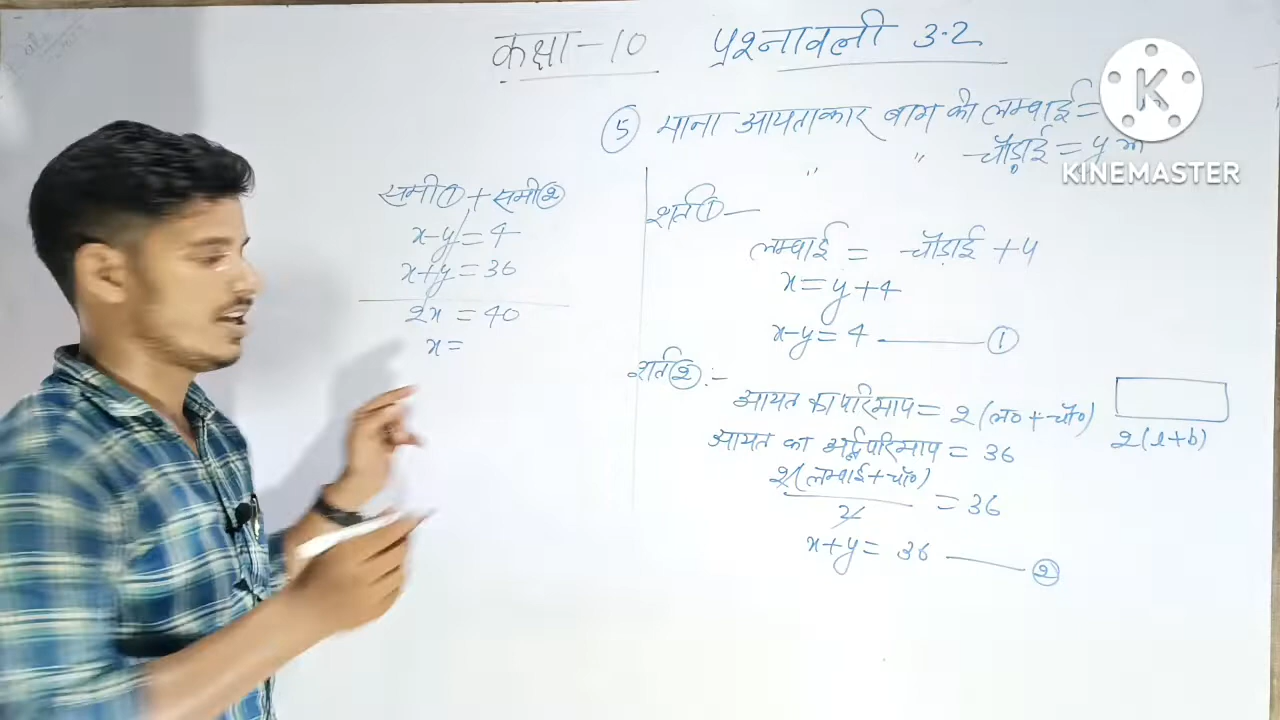 कक्षा-10 प्रश्नावली 3.2
⑤ माना आयताकार बाग की लम्बाई =
" " चौड़ाई = y m
K
KINEMASTER
समी① + समी②
x-y = 4
x+y = 36
2x = 40
x =
शर्त① —
लम्बाई = चौड़ाई + 4
x = y+4
x-y = 4 —— ①
शर्त② :-
आयत का परिमाप = 2(ल० + चौ०)
2(l+b)
आयत का अर्द्धपरिमाप = 36
2(लम्बाई+चौ०)/2 = 36
x+y = 36 —— ②